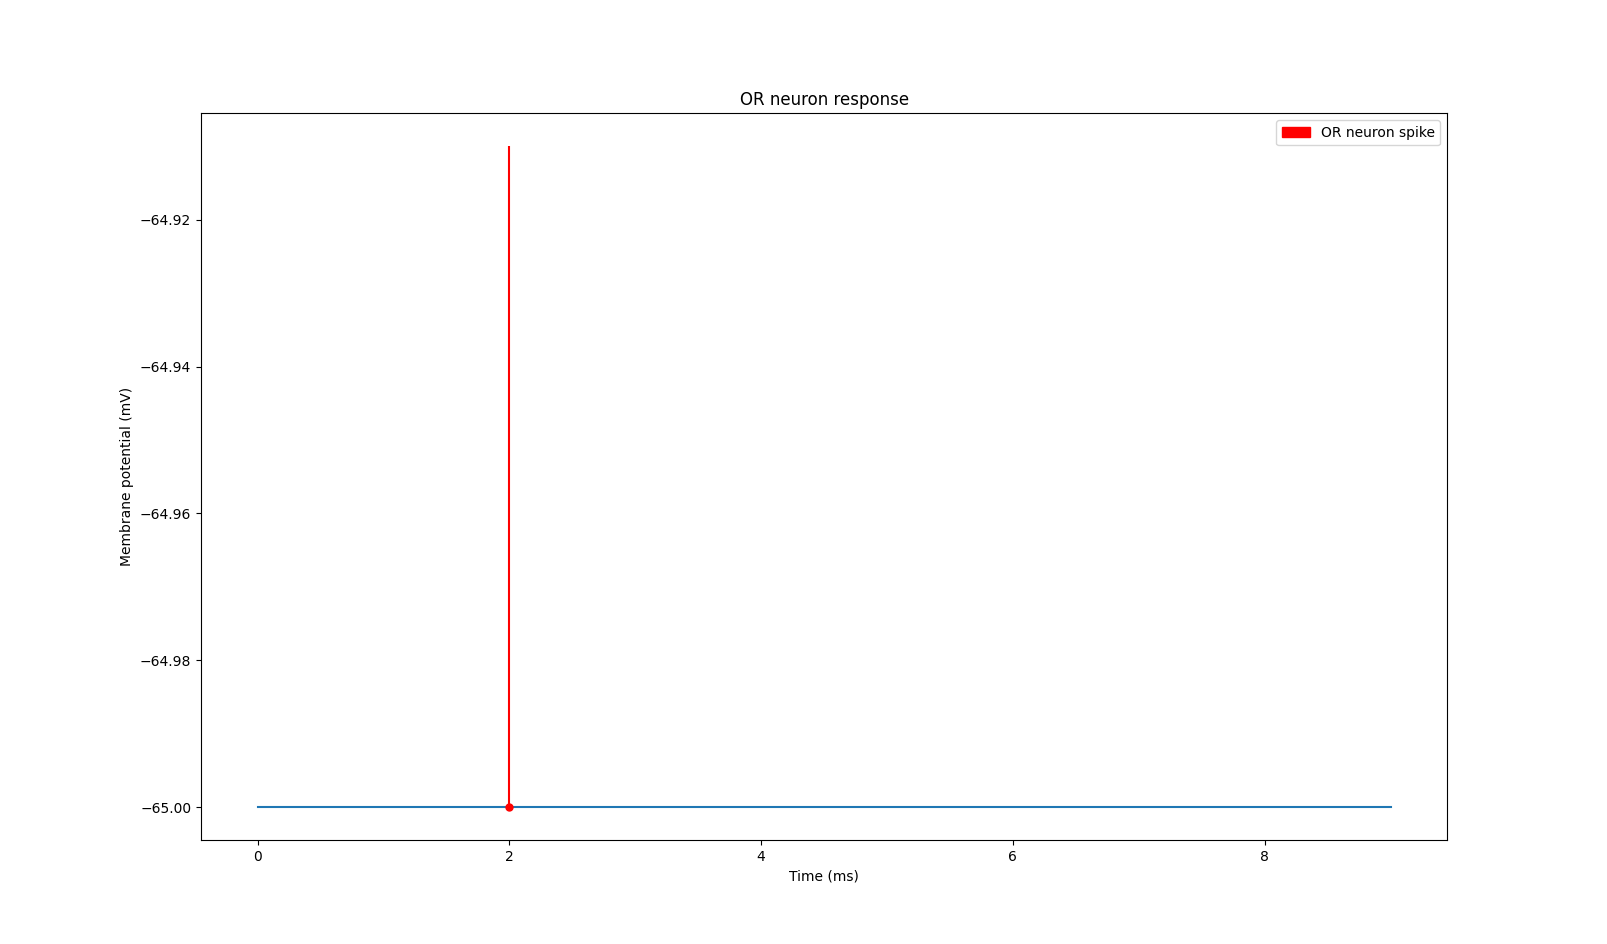 OR neuron response
OR neuron spike
−64.92
−64.94
−64.96
−64.98
−65.00
Membrane potential (mV)
0 2 4 6 8
Time (ms)